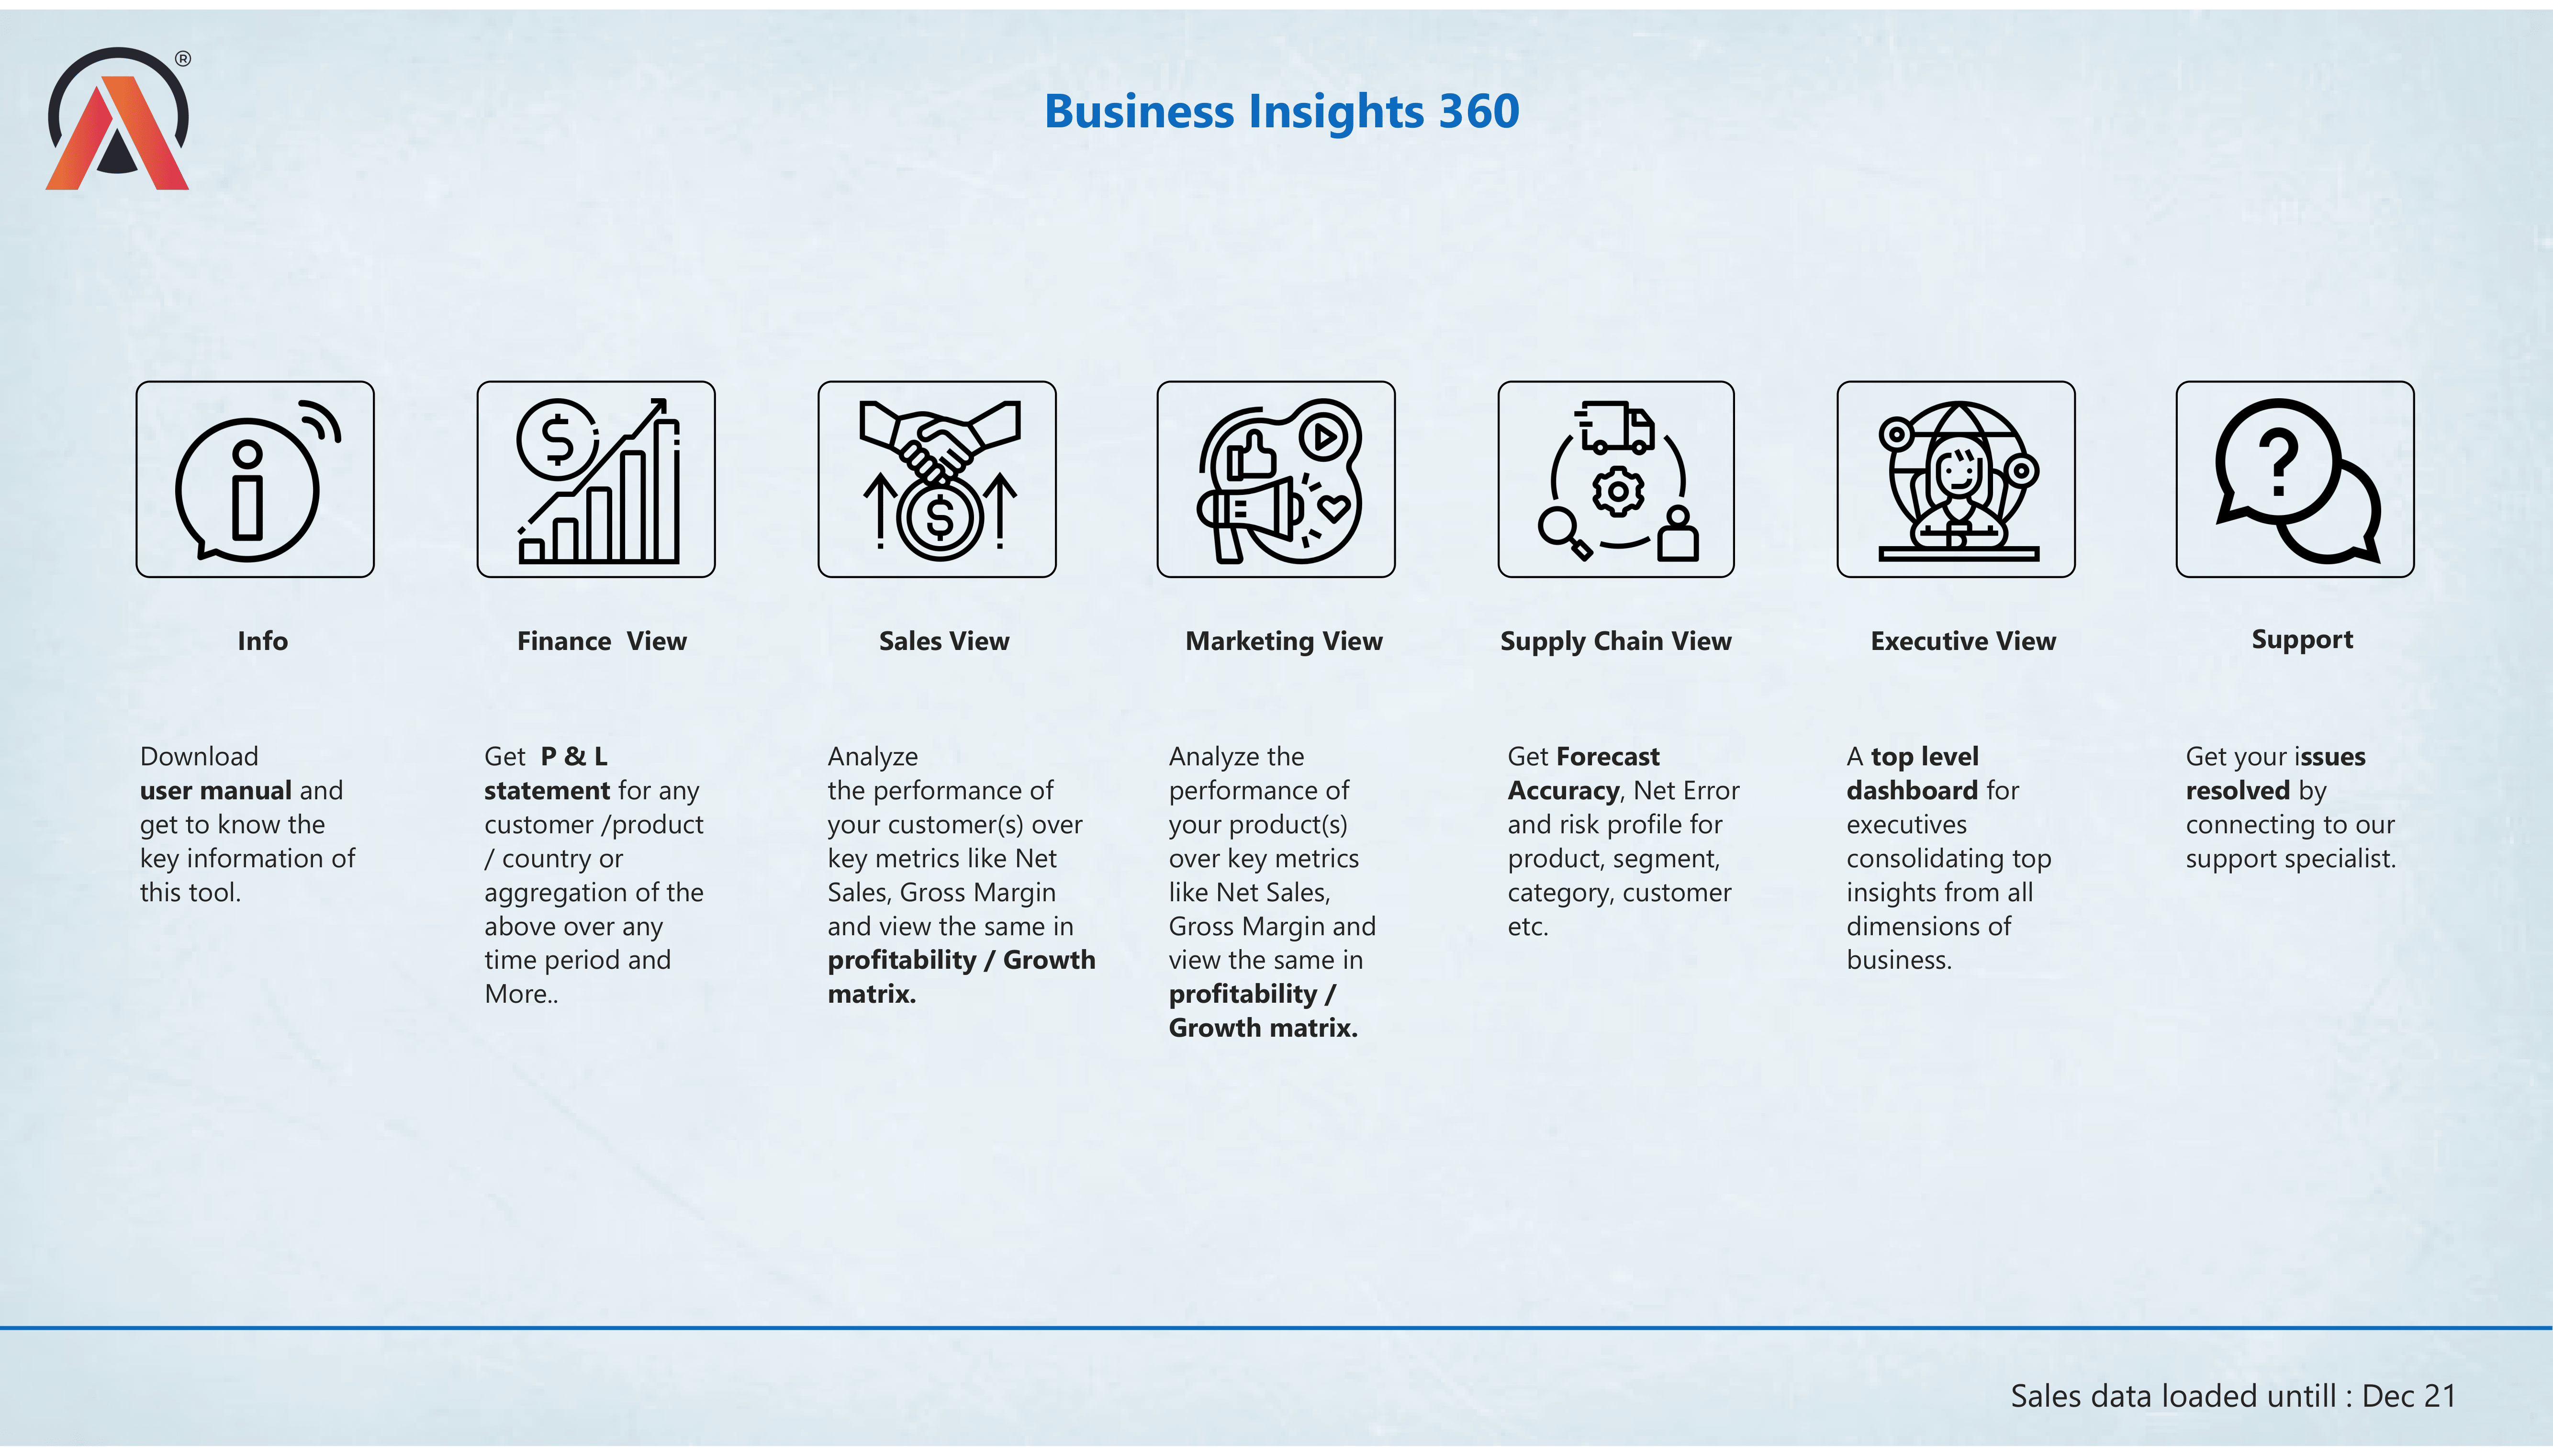 ®
Business Insights 360
Info
Finance  View
Sales View
Marketing View
Supply Chain View
Executive View
Support
Download
user manual and
get to know the
key information of
this tool.
Get  P & L
statement for any
customer /product
/ country or
aggregation of the
above over any
time period and
More..
Analyze
the performance of
your customer(s) over
key metrics like Net
Sales, Gross Margin
and view the same in
profitability / Growth
matrix.
Analyze the
performance of
your product(s)
over key metrics
like Net Sales,
Gross Margin and
view the same in
profitability /
Growth matrix.
Get Forecast
Accuracy, Net Error
and risk profile for
product, segment,
category, customer
etc.
A top level
dashboard for
executives
consolidating top
insights from all
dimensions of
business.
Get your issues
resolved by
connecting to our
support specialist.
Sales data loaded untill : Dec 21